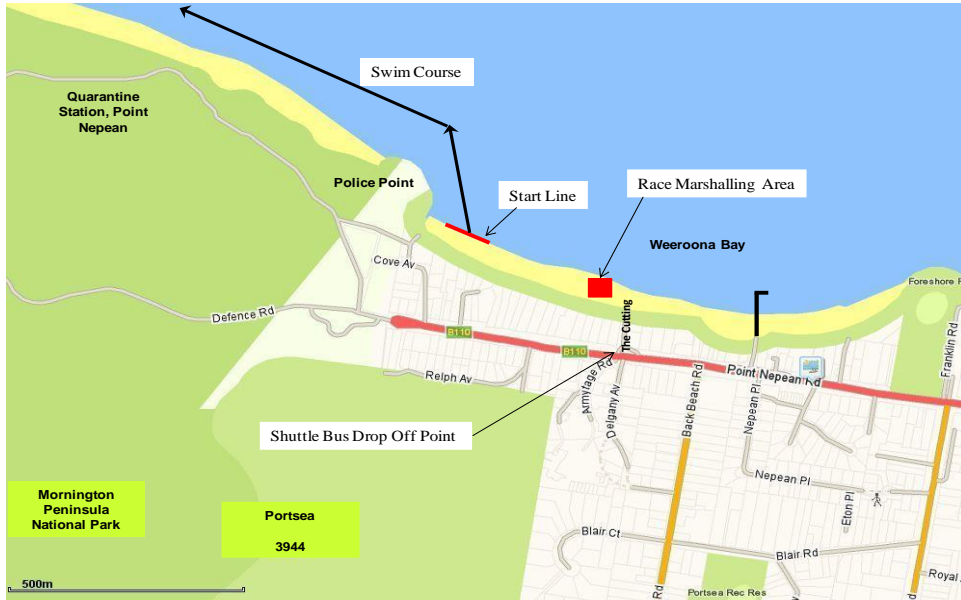 Swim Course
Quarantine
Station, Point
Nepean
Police Point
Race Marshalling Area
Start Line
Weeroona Bay
Cove Av
Foreshore R
Defence Rd
The Cutting
B110
B110
Franklin Rd
Point Nepean Rd
Relph Av
Armytage Rd
Delgany Av
Back Beach Rd
Nepean Pl
Shuttle Bus Drop Off Point
Nepean Pl
Eton Pl
Mornington
Peninsula
National Park
Portsea
3944
Blair Ct
Blair Rd
Royal
500m
Rd
Portsea Rec Res